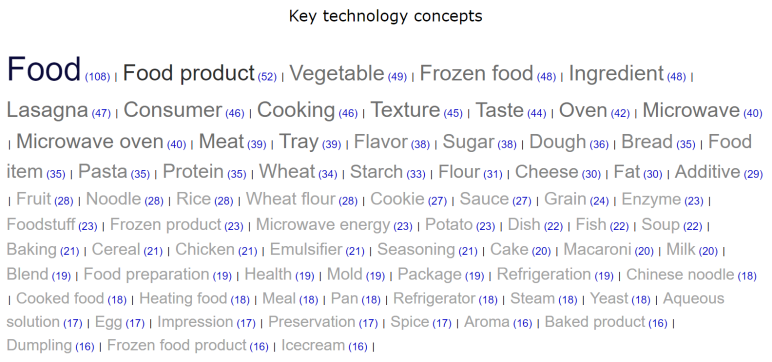 Key technology concepts
Food (108) | Food product (52) | Vegetable (49) | Frozen food (48) | Ingredient (48) |
Lasagna (47) | Consumer (46) | Cooking (46) | Texture (45) | Taste (44) | Oven (42) | Microwave (40)
| Microwave oven (40) | Meat (39) | Tray (39) | Flavor (38) | Sugar (38) | Dough (36) | Bread (35) | Food
item (35) | Pasta (35) | Protein (35) | Wheat (34) | Starch (33) | Flour (31) | Cheese (30) | Fat (30) | Additive (29)
| Fruit (28) | Noodle (28) | Rice (28) | Wheat flour (28) | Cookie (27) | Sauce (27) | Grain (24) | Enzyme (23) |
Foodstuff (23) | Frozen product (23) | Microwave energy (23) | Potato (23) | Dish (22) | Fish (22) | Soup (22) |
Baking (21) | Cereal (21) | Chicken (21) | Emulsifier (21) | Seasoning (21) | Cake (20) | Macaroni (20) | Milk (20) |
Blend (19) | Food preparation (19) | Health (19) | Mold (19) | Package (19) | Refrigeration (19) | Chinese noodle (18)
| Cooked food (18) | Heating food (18) | Meal (18) | Pan (18) | Refrigerator (18) | Steam (18) | Yeast (18) | Aqueous
solution (17) | Egg (17) | Impression (17) | Preservation (17) | Spice (17) | Aroma (16) | Baked product (16) |
Dumpling (16) | Frozen food product (16) | Icecream (16) |